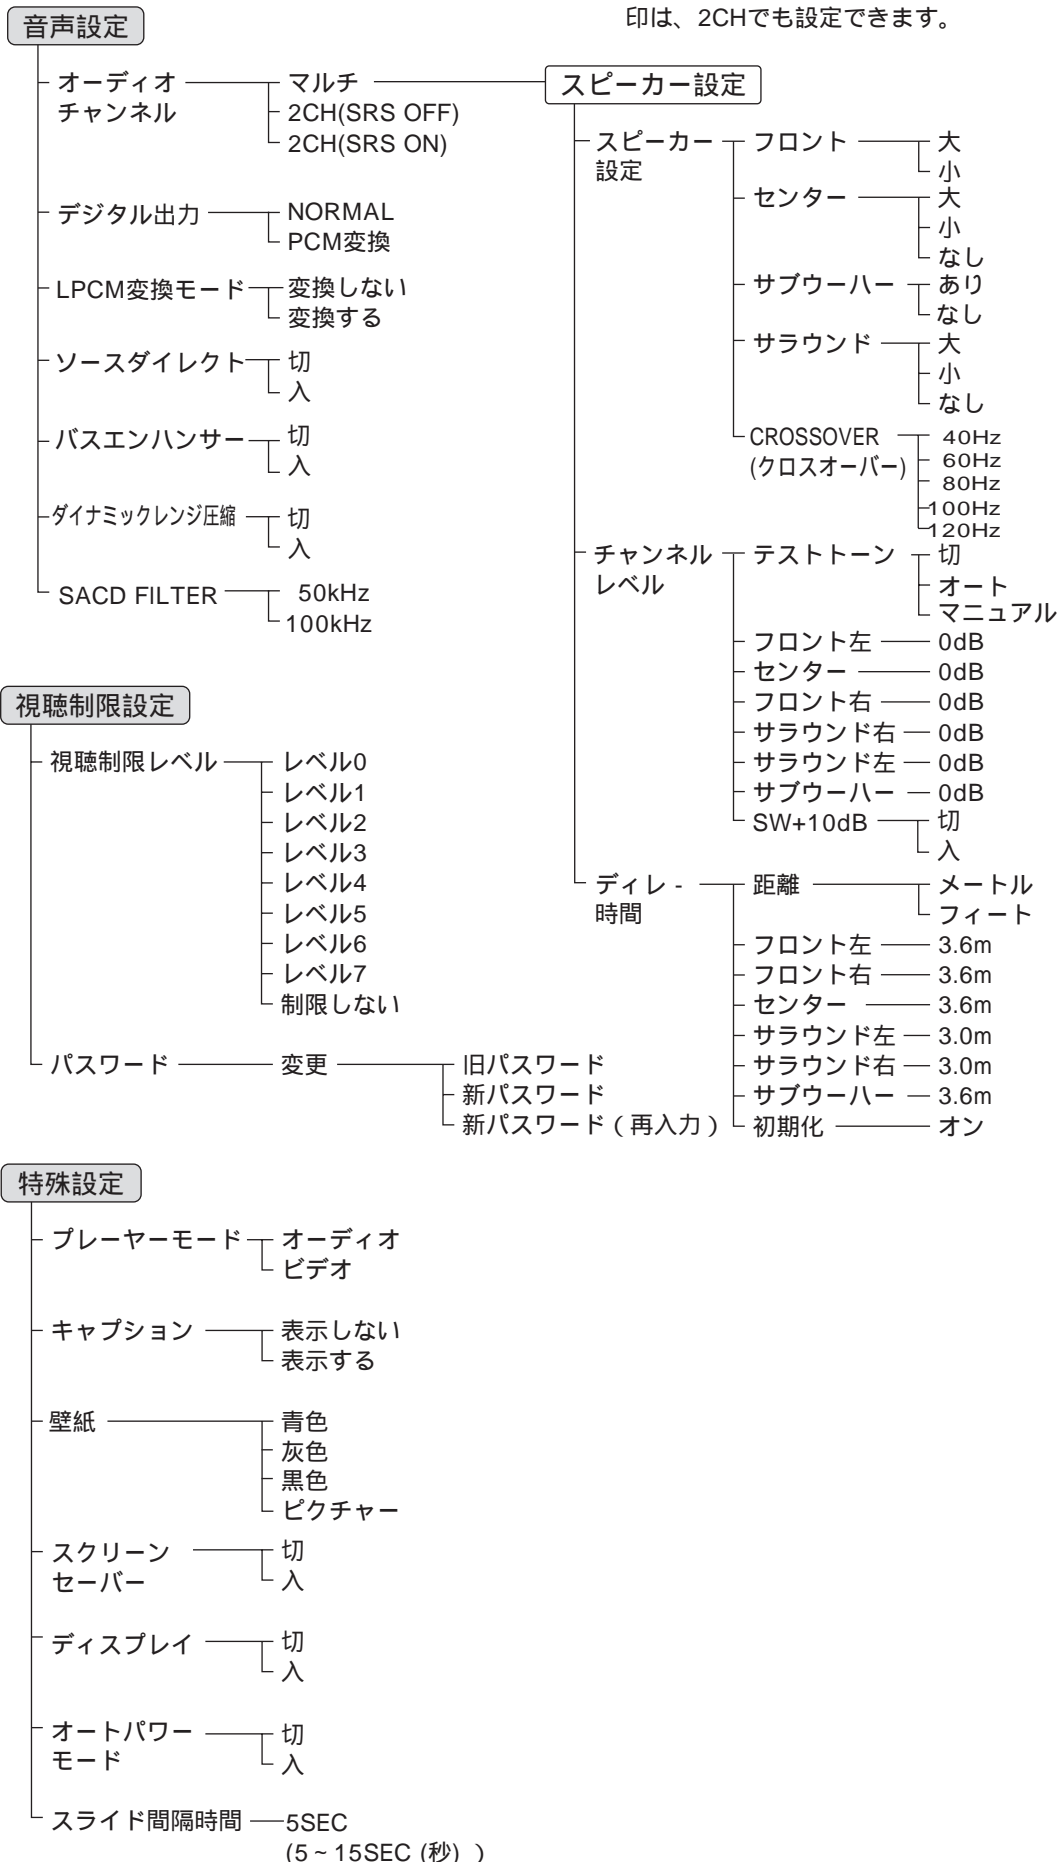 印は、2CHでも設定できます。
音声設定
オーディオ
チャンネル
マルチ
2CH(SRS OFF)
2CH(SRS ON)
デジタル出力
NORMAL
PCM変換
LPCM変換モード
変換しない
変換する
ソースダイレクト
切
入
バスエンハンサー
切
入
ダイナミックレンジ圧縮
切
入
SACD FILTER
50kHz
100kHz
スピーカー設定
スピーカー
設定
フロント
大
小
センター
大
小
なし
サブウーハー
あり
なし
サラウンド
大
小
なし
CROSSOVER
(クロスオーバー)
40Hz
60Hz
80Hz
100Hz
120Hz
チャンネル
レベル
テストトーン
切
オート
マニュアル
フロント左 0dB
センター 0dB
フロント右 0dB
サラウンド右 0dB
サラウンド左 0dB
サブウーハー 0dB
SW+10dB
切
入
ディレ -
時間
距離
メートル
フィート
フロント左 3.6m
フロント右 3.6m
センター 3.6m
サラウンド左 3.0m
サラウンド右 3.0m
サブウーハー 3.6m
初期化 オン
視聴制限設定
視聴制限レベル
レベル0
レベル1
レベル2
レベル3
レベル4
レベル5
レベル6
レベル7
制限しない
パスワード
変更
旧パスワード
新パスワード
新パスワード(再入力)
特殊設定
プレーヤーモード
オーディオ
ビデオ
キャプション
表示しない
表示する
壁紙
青色
灰色
黒色
ピクチャー
スクリーン
セーバー
切
入
ディスプレイ
切
入
オートパワー
モード
切
入
スライド間隔時間
5SEC
(5~15SEC (秒) )